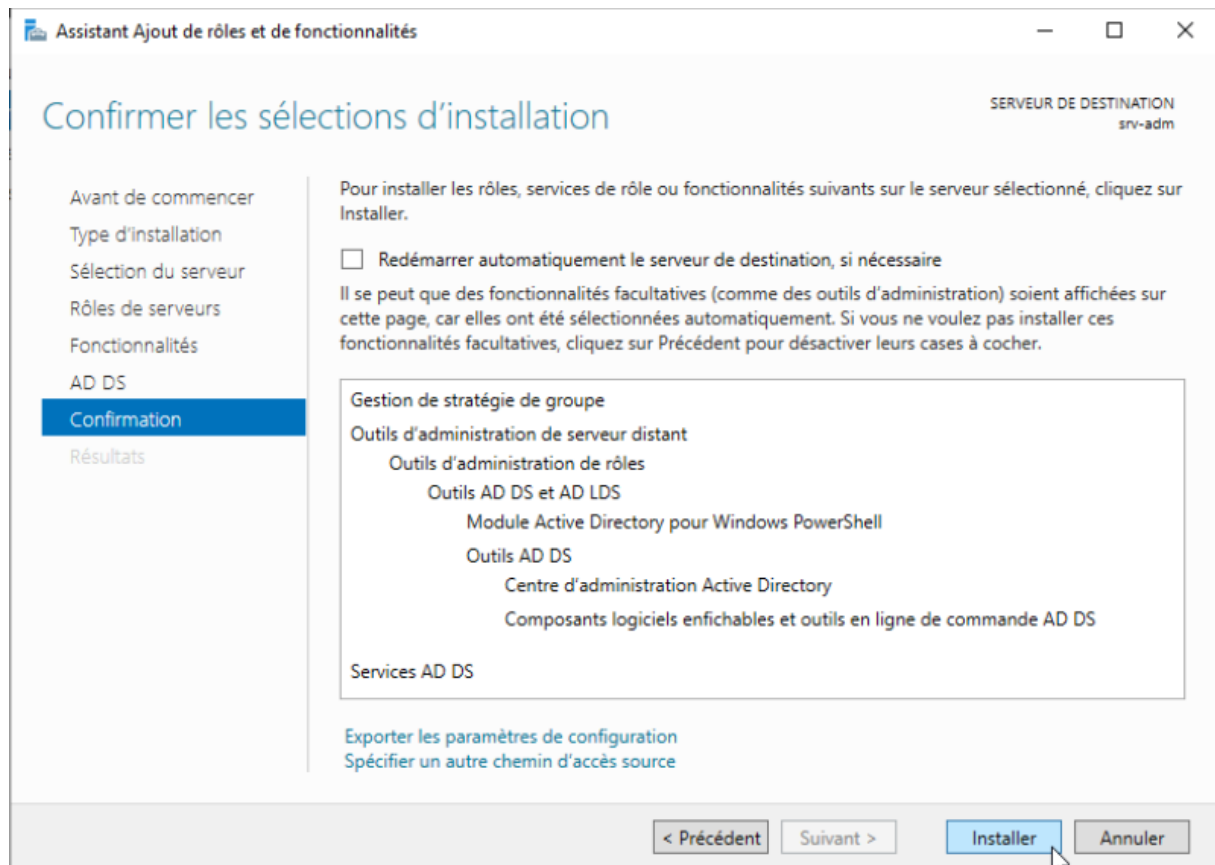 Assistant Ajout de rôles et de fonctionnalités
Confirmer les sélections d'installation
SERVEUR DE DESTINATION
srv-adm
Avant de commencer
Type d'installation
Sélection du serveur
Rôles de serveurs
Fonctionnalités
AD DS
Confirmation
Résultats
Pour installer les rôles, services de rôle ou fonctionnalités suivants sur le serveur sélectionné, cliquez sur
Installer.
Redémarrer automatiquement le serveur de destination, si nécessaire
Il se peut que des fonctionnalités facultatives (comme des outils d'administration) soient affichées sur
cette page, car elles ont été sélectionnées automatiquement. Si vous ne voulez pas installer ces
fonctionnalités facultatives, cliquez sur Précédent pour désactiver leurs cases à cocher.
Gestion de stratégie de groupe
Outils d'administration de serveur distant
Outils d'administration de rôles
Outils AD DS et AD LDS
Module Active Directory pour Windows PowerShell
Outils AD DS
Centre d'administration Active Directory
Composants logiciels enfichables et outils en ligne de commande AD DS
Services AD DS
Exporter les paramètres de configuration
Spécifier un autre chemin d'accès source
< Précédent
Suivant >
Installer
Annuler